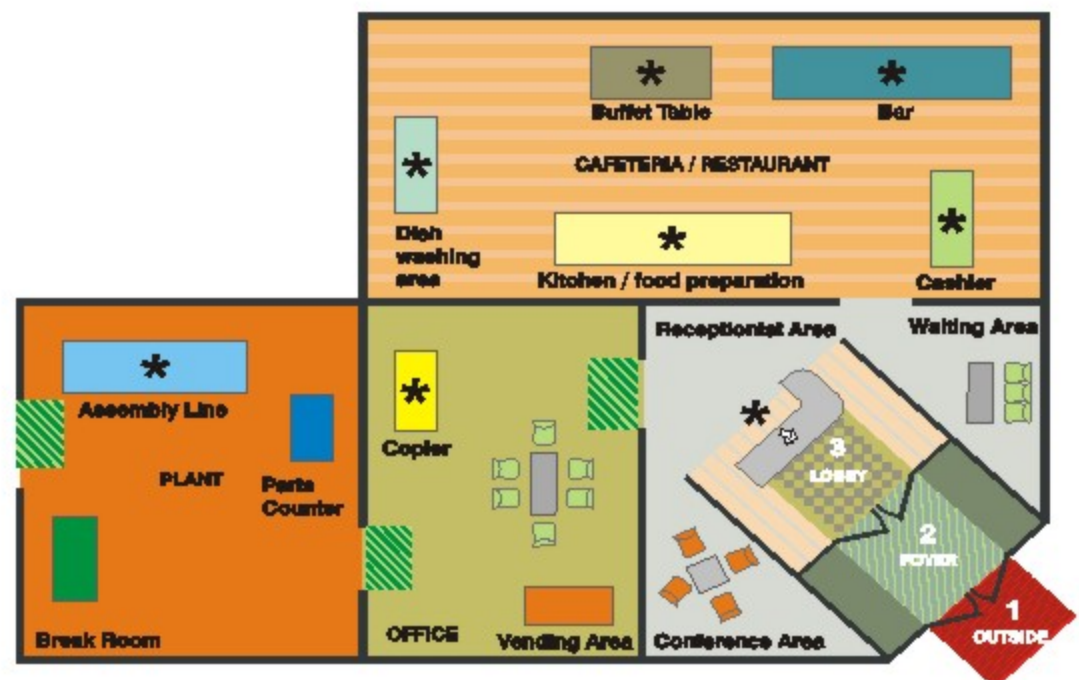 Buffet Table
Bar
CAFETERIA / RESTAURANT
Dish
washing
area
Kitchen / food preparation
Cashier
Receptionist Area
Waiting Area
Assembly Line
Copier
3
LOBBY
PLANT
Parts
Counter
2
FOYER
1
OUTSIDE
Break Room
OFFICE
Vending Area
Conference Area